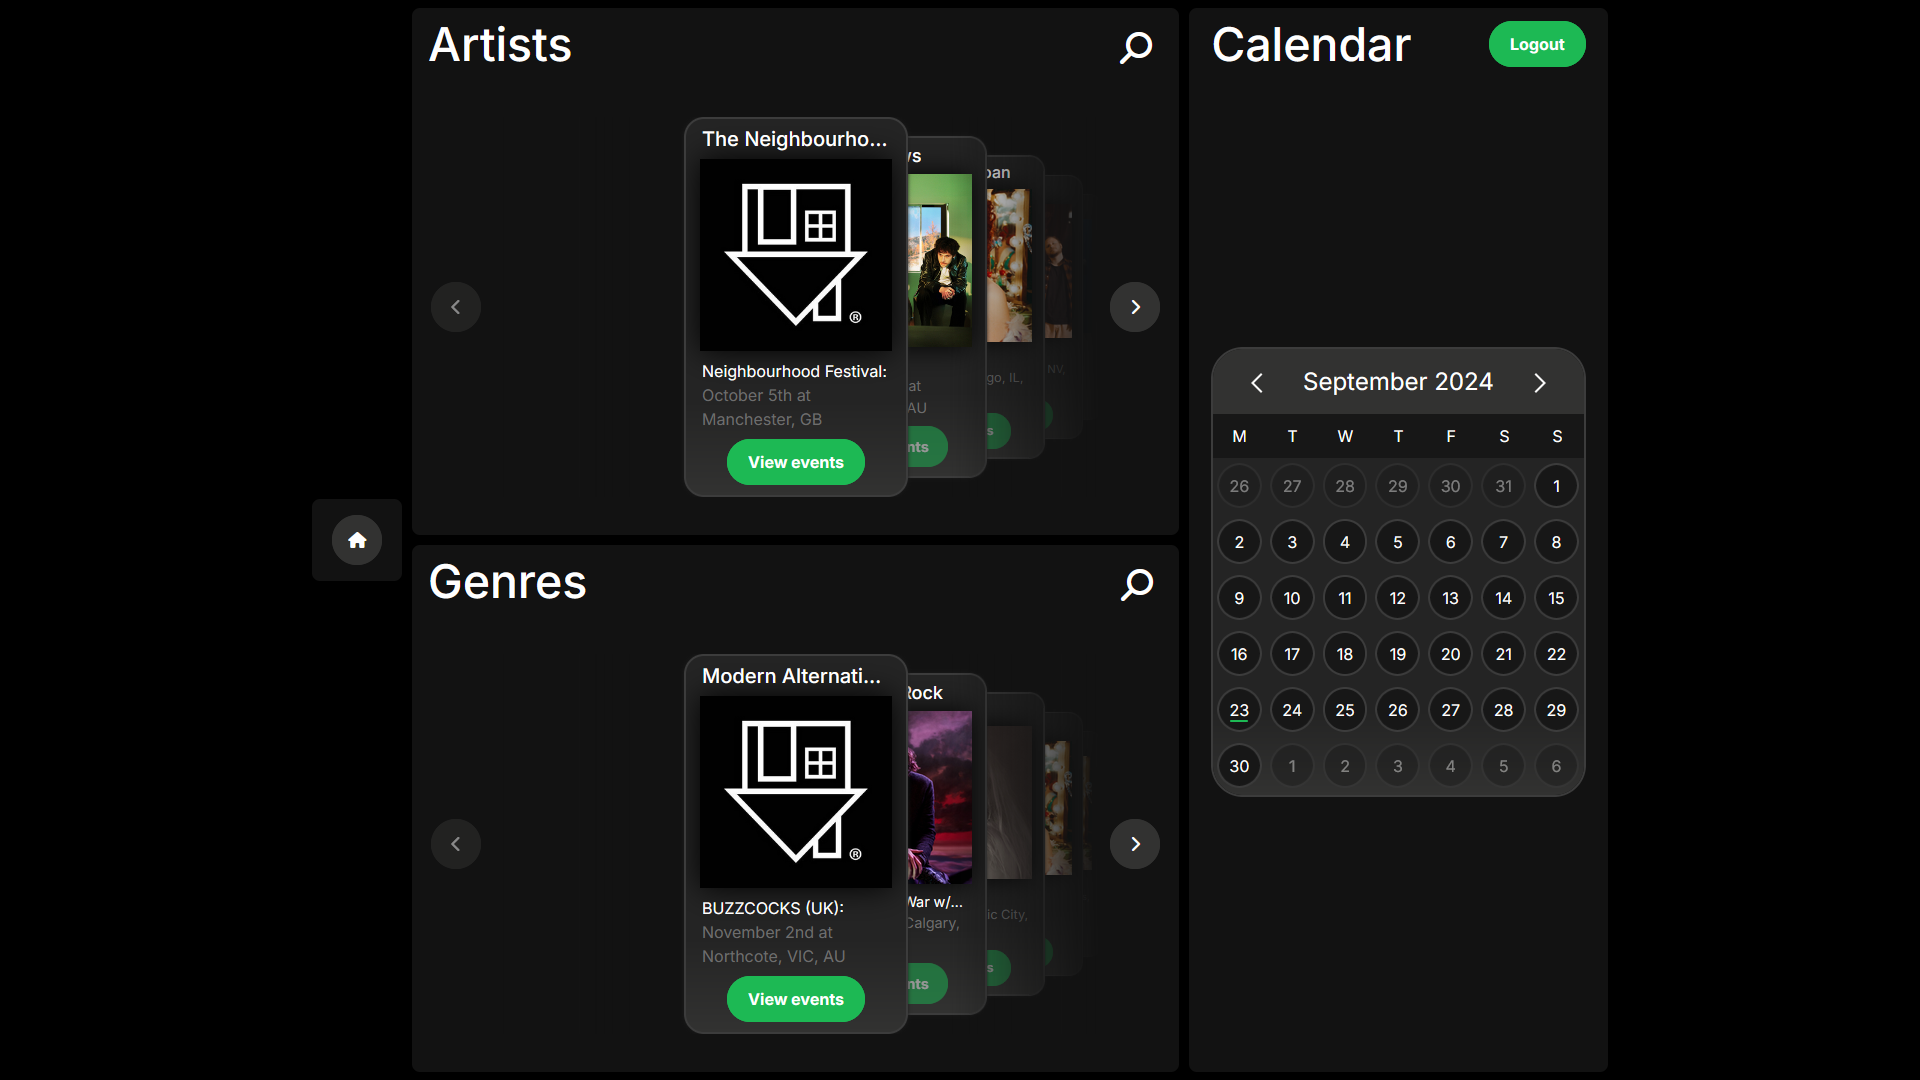 Artists
The Neighbourho...
Neighbourhood Festival:
October 5th at
Manchester, GB
View events
at
AU
go, IL,
NV,
Genres
Modern Alternati...
Rock
BUZZCOCKS (UK):
November 2nd at
Northcote, VIC, AU
View events
War w/...
Calgary,
ic City,
Calendar
Logout
September 2024
M T W T F S S
26 27 28 29 30 31 1
2 3 4 5 6 7 8
9 10 11 12 13 14 15
16 17 18 19 20 21 22
23 24 25 26 27 28 29
30 1 2 3 4 5 6